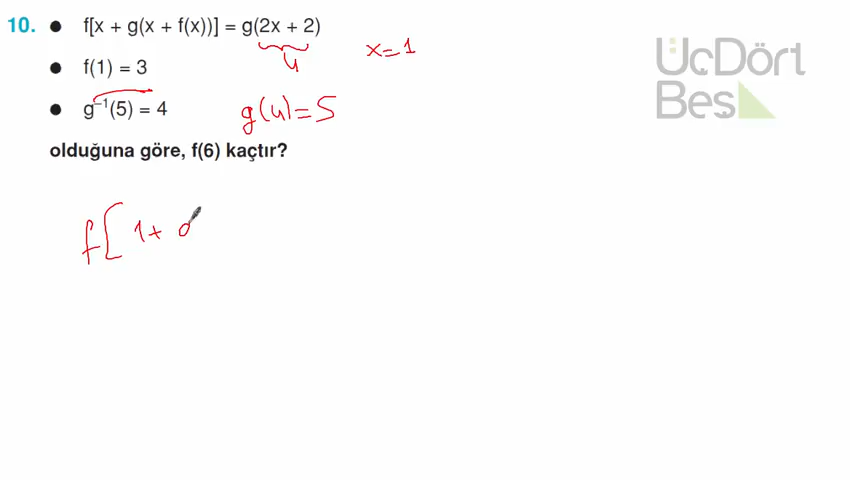 10. ● f[x + g(x + f(x))] = g(2x + 2)
4
x=1
ÜçDört
Beş
● f(1) = 3
● g⁻¹(5) = 4
g(4)=5
olduğuna göre, f(6) kaçtır?
f[ 1+